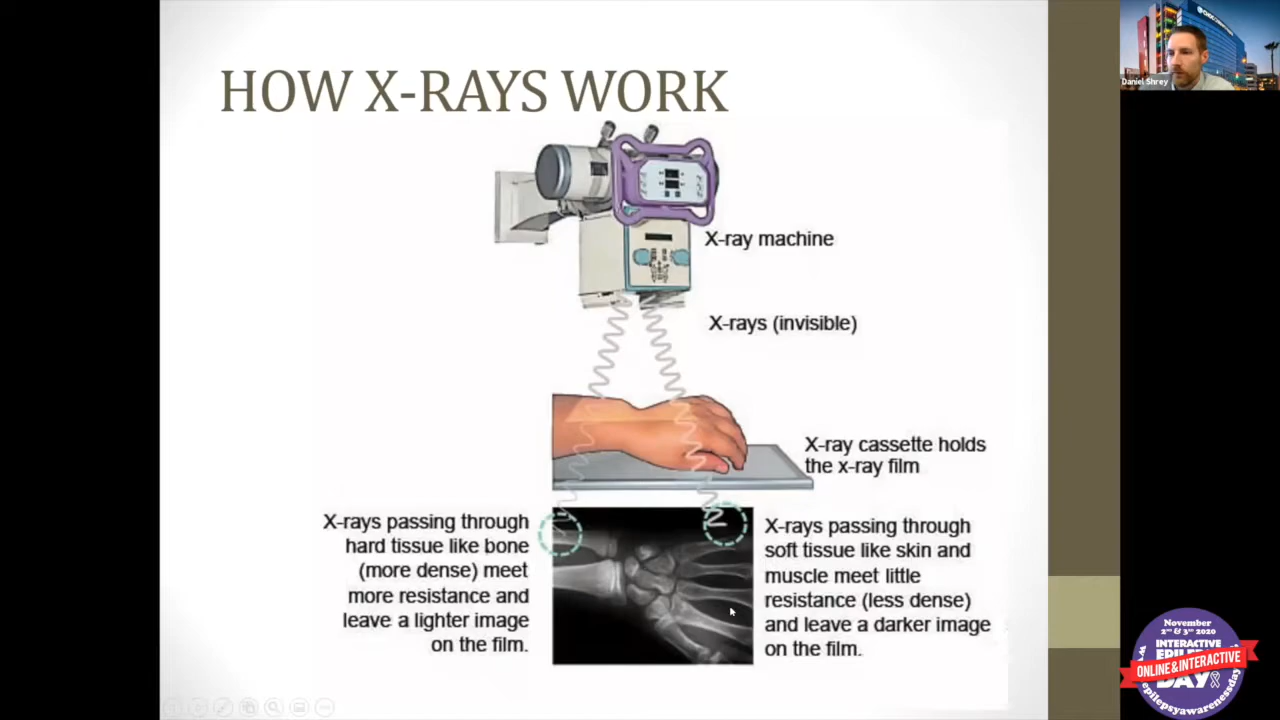 HOW X-RAYS WORK
Daniel Shrey
X-ray machine
X-rays (invisible)
X-ray cassette holds
the x-ray film
X-rays passing through
hard tissue like bone
(more dense) meet
more resistance and
leave a lighter image
on the film.
X-rays passing through
soft tissue like skin and
muscle meet little
resistance (less dense)
and leave a darker image
on the film.
November
2nd & 3rd 2020
INTERACTIVE
ONLINE & INTERACTIVE
DAY
epilepsyawarenessday